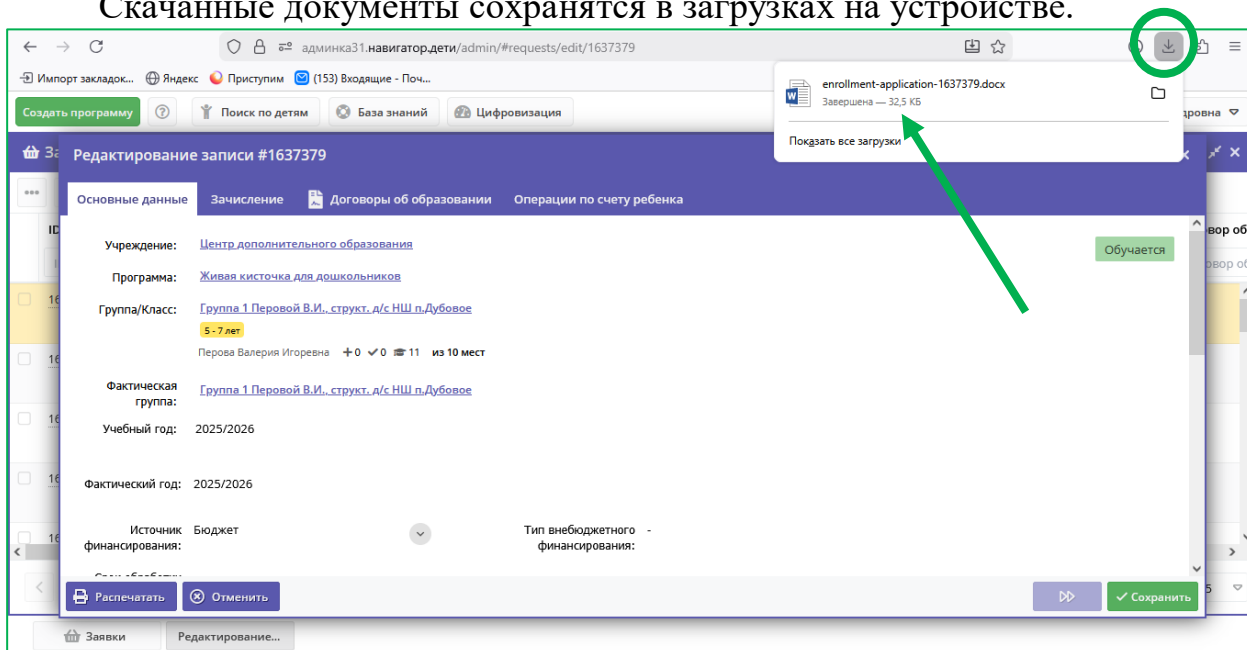 Скачанные документы сохранятся в загрузках на устройстве.
админка31.навигатор.дети/admin/#requests/edit/1637379
Импорт закладок... Яндекс Приступим (153) Входящие - Поч...
enrollment-application-1637379.docx
Завершена — 32,5 КБ
Показать все загрузки
Создать программу ? Поиск по детям База знаний Цифровизация
Редактирование записи #1637379
Основные данные Зачисление Договоры об образовании Операции по счету ребенка
Учреждение: Центр дополнительного образования
Обучается
Программа: Живая кисточка для дошкольников
Группа/Класс: Группа 1 Перовой В.И., структ. д/с НШ п.Дубовое
5 - 7 лет
Перова Валерия Игоревна +0 ✓0 11 из 10 мест
Фактическая группа: Группа 1 Перовой В.И., структ. д/с НШ п.Дубовое
Учебный год: 2025/2026
Фактический год: 2025/2026
Источник финансирования: Бюджет Тип внебюджетного финансирования: -
Распечатать Отменить Сохранить
Заявки Редактирование...